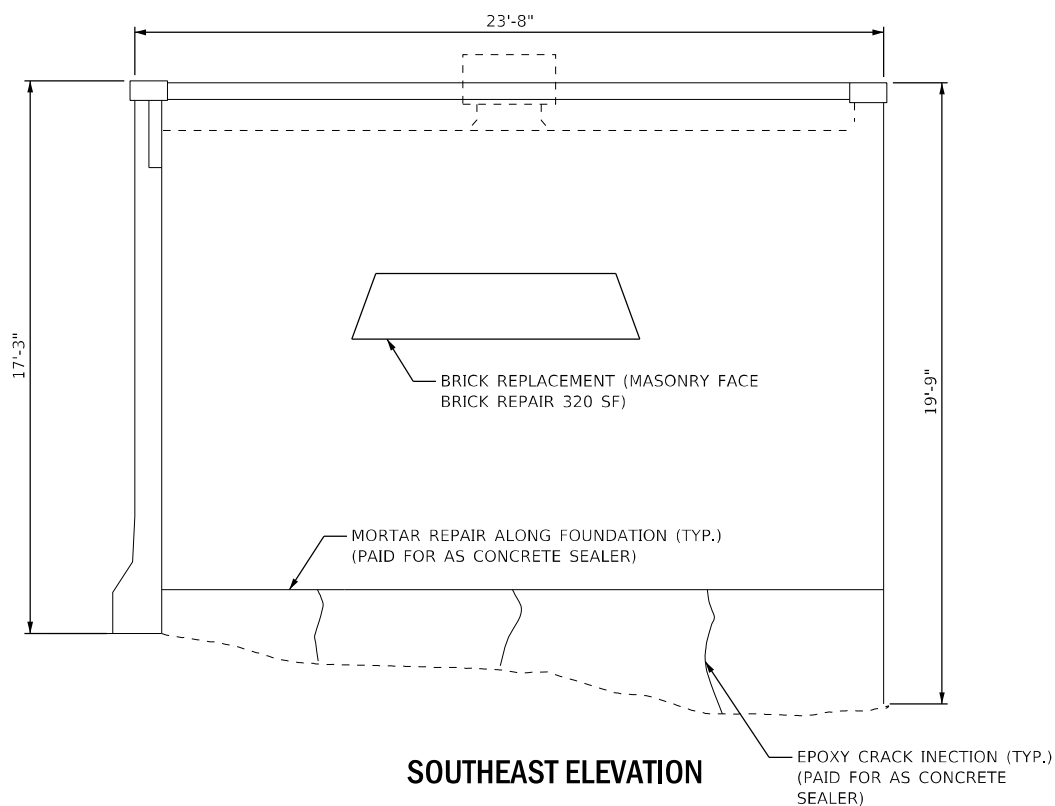 23'-8"
17'-3"
19'-9"
BRICK REPLACEMENT (MASONRY FACE
BRICK REPAIR 320 SF)
MORTAR REPAIR ALONG FOUNDATION (TYP.)
(PAID FOR AS CONCRETE SEALER)
EPOXY CRACK INECTION (TYP.)
(PAID FOR AS CONCRETE
SEALER)
SOUTHEAST ELEVATION